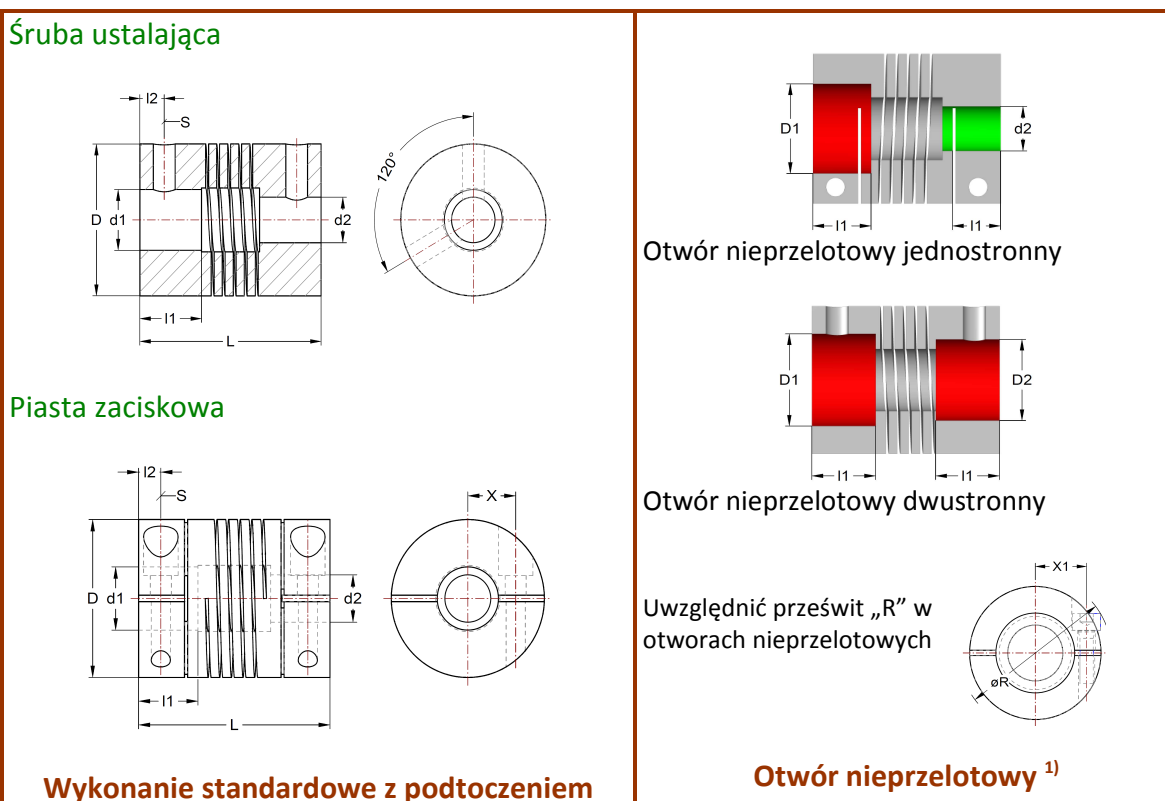 Śruba ustalająca
l2
S
D
d1
d2
120°
l1
L
Piasta zaciskowa
l2
S
X
D
d1
d2
l1
L
Wykonanie standardowe z podtoczeniem
D1
d2
l1
l1
Otwór nieprzelotowy jednostronny
D1
D2
l1
l1
Otwór nieprzelotowy dwustronny
X1
Uwzględnić prześwit „R” w
otworach nieprzelotowych
øR
Otwór nieprzelotowy ¹⁾